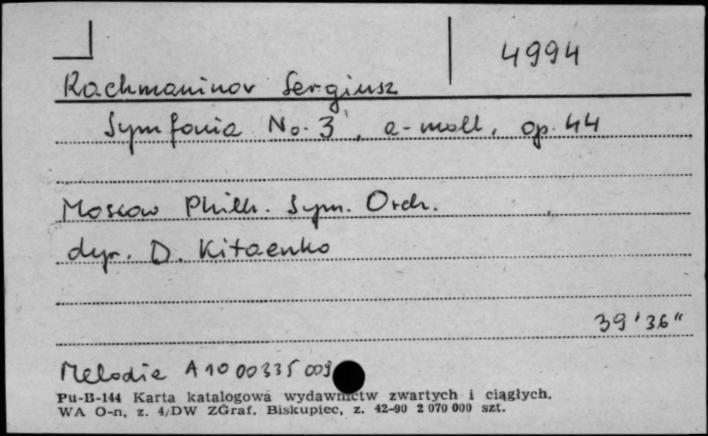 4994
Rachmaninov Sergiusz
Symfonia No. 3, a-moll, op. 44
Moscow Philh. Sym. Orch.
dyr. D. Kitaenko
39'36"
Melodia A10 00335 009
Pu-B-144 Karta katalogowa wydawnictw zwartych i ciągłych.
WA O-n, z. 4/DW ZGraf. Biskupiec, z. 42-90 2 070 000 szt.